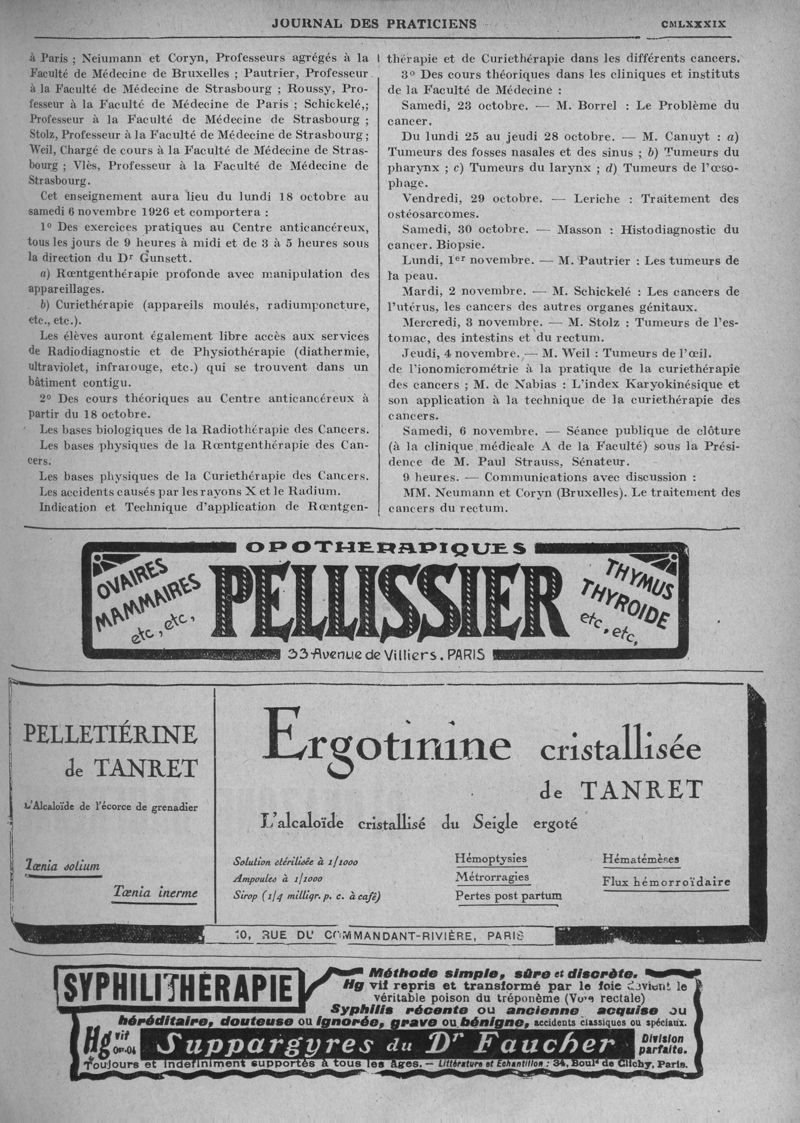 JOURNAL DES PRATICIENS
CMLXXXIX
à Paris ; Neiumann et Coryn, Professeurs agrégés à la
Faculté de Médecine de Bruxelles ; Pautrier, Professeur
à la Faculté de Médecine de Strasbourg ; Roussy, Pro-
fesseur à la Faculté de Médecine de Paris ; Schickelé,;
Professeur à la Faculté de Médecine de Strasbourg ;
Stolz, Professeur à la Faculté de Médecine de Strasbourg ;
Weil, Chargé de cours à la Faculté de Médecine de Stras-
bourg ; Vlès, Professeur à la Faculté de Médecine de
Strasbourg.
Cet enseignement aura lieu du lundi 18 octobre au
samedi 6 novembre 1926 et comportera :
1º Des exercices pratiques au Centre anticancéreux,
tous les jours de 9 heures à midi et de 3 à 5 heures sous
la direction du Dr Gunsett.
a) Rœntgenthérapie profonde avec manipulation des
appareillages.
b) Curiethérapie (appareils moulés, radiumponcture,
etc., etc.).
Les élèves auront également libre accès aux services
de Radiodiagnostic et de Physiothérapie (diathermie,
ultraviolet, infrarouge, etc.) qui se trouvent dans un
bâtiment contigu.
2º Des cours théoriques au Centre anticancéreux à
partir du 18 octobre.
Les bases biologiques de la Radiothérapie des Cancers.
Les bases physiques de la Rœntgenthérapie des Can-
cers.
Les bases physiques de la Curiethérapie des Cancers.
Les accidents causés par les rayons X et le Radium.
Indication et Technique d'application de Rœntgen-
thérapie et de Curiethérapie dans les différents cancers.
3º Des cours théoriques dans les cliniques et instituts
de la Faculté de Médecine :
Samedi, 23 octobre. — M. Borrel : Le Problème du
cancer.
Du lundi 25 au jeudi 28 octobre. — M. Canuyt : a)
Tumeurs des fosses nasales et des sinus ; b) Tumeurs du
pharynx ; c) Tumeurs du larynx ; d) Tumeurs de l'œso-
phage.
Vendredi, 29 octobre. — Leriche : Traitement des
ostéosarcomes.
Samedi, 30 octobre. — Masson : Histodiagnostic du
cancer. Biopsie.
Lundi, 1er novembre. — M. Pautrier : Les tumeurs de
la peau.
Mardi, 2 novembre. — M. Schickelé : Les cancers de
l'utérus, les cancers des autres organes génitaux.
Mercredi, 3 novembre. — M. Stolz : Tumeurs de l'es-
tomac, des intestins et du rectum.
Jeudi, 4 novembre. — M. Weil : Tumeurs de l'œil.
de l'ionomicrométrie à la pratique de la curiethérapie
des cancers ; M. de Nabias : L'index Karyokinésique et
son application à la technique de la curiethérapie des
cancers.
Samedi, 6 novembre. — Séance publique de clôture
(à la clinique médicale A de la Faculté) sous la Prési-
dence de M. Paul Strauss, Sénateur.
9 heures. — Communications avec discussion :
MM. Neumann et Coryn (Bruxelles). Le traitement des
cancers du rectum.
OPOTHERAPIQUES
OVAIRES
MAMMAIRES
etc, etc,
PELLISSIER
THYMUS
THYROIDE
etc, etc,
33 Avenue de Villiers. PARIS
PELLETIÉRINE
de TANRET
L'Alcaloïde de l'écorce de grenadier
Tœnia solium
Tœnia inerme
Ergotinine cristallisée
de TANRET
L'alcaloïde cristallisé du Seigle ergoté
Solution stérilisée à 1/1000
Ampoules à 1/1000
Sirop (1/4 milligr. p. c. à café)
Hémoptysies
Métrorragies
Pertes post partum
Hématémèses
Flux hémorroïdaire
10, RUE DU COMMANDANT-RIVIÈRE, PARIS
SYPHILITHÉRAPIE
Méthode simple, sûre et discrète.
Hg vif repris et transformé par le foie devient le
véritable poison du tréponème (Voie rectale)
Syphilis récente ou ancienne acquise ou
héréditaire, douteuse ou ignorée, grave ou bénigne, accidents classiques ou spéciaux.
Hg vif
0gr.04
Suppargyres du Dr Faucher
Division
parfaite.
Toujours et indéfiniment supportés à tous les âges. — Littérature et Echantillon : 34, Bould de Clichy, Paris.